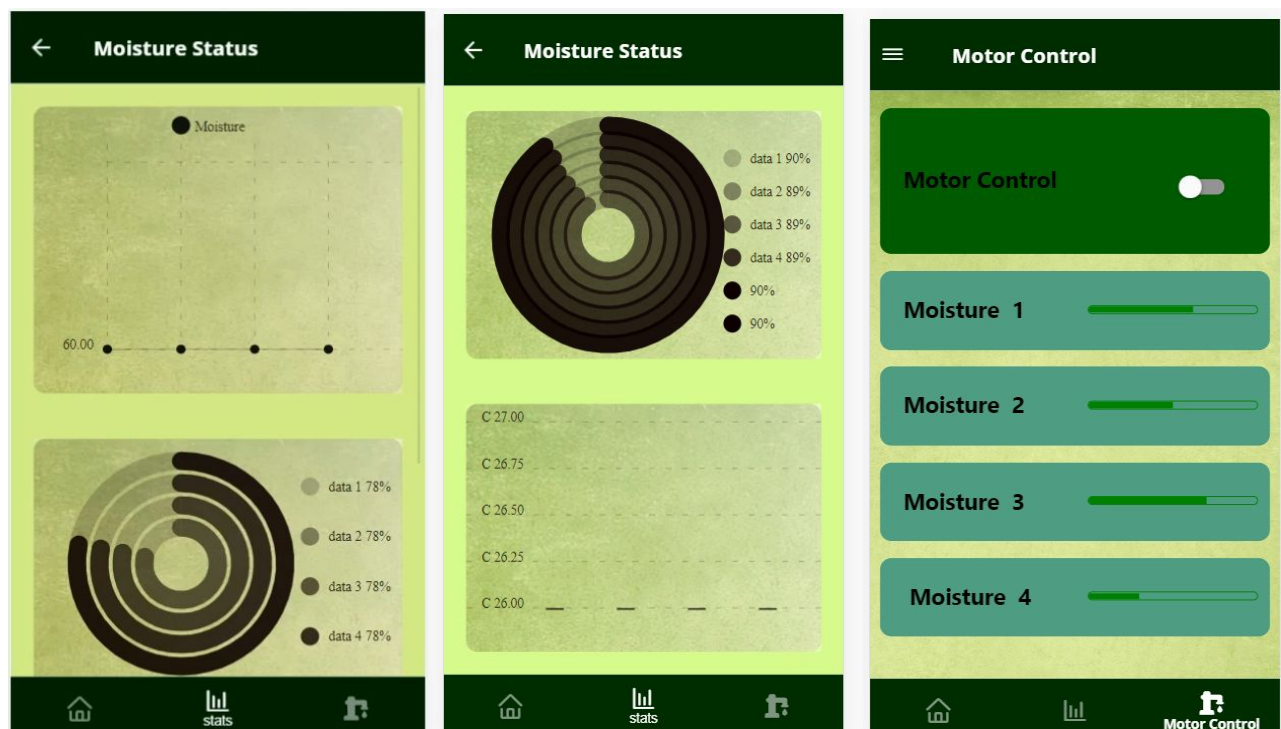 Moisture Status
Moisture
60.00
data 1 78%
data 2 78%
data 3 78%
data 4 78%
stats
Moisture Status
data 1 90%
data 2 89%
data 3 89%
data 4 89%
90%
90%
C 27.00
C 26.75
C 26.50
C 26.25
C 26.00
stats
Motor Control
Motor Control
Moisture 1
Moisture 2
Moisture 3
Moisture 4
Motor Control